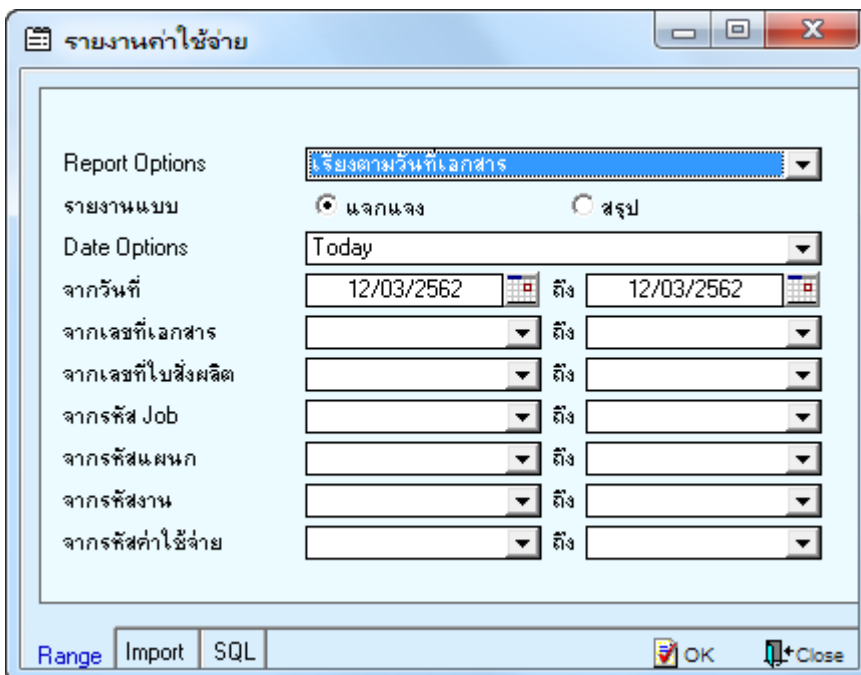 รายงานค่าใช้จ่าย
Report Options เรียงตามวันที่เอกสาร
รายงานแบบ แจกแจง สรุป
Date Options Today
จากวันที่ 12/03/2562 ถึง 12/03/2562
จากเลขที่เอกสาร ถึง
จากเลขที่ใบสั่งผลิต ถึง
จากรหัส Job ถึง
จากรหัสแผนก ถึง
จากรหัสงาน ถึง
จากรหัสค่าใช้จ่าย ถึง
Range Import SQL OK Close